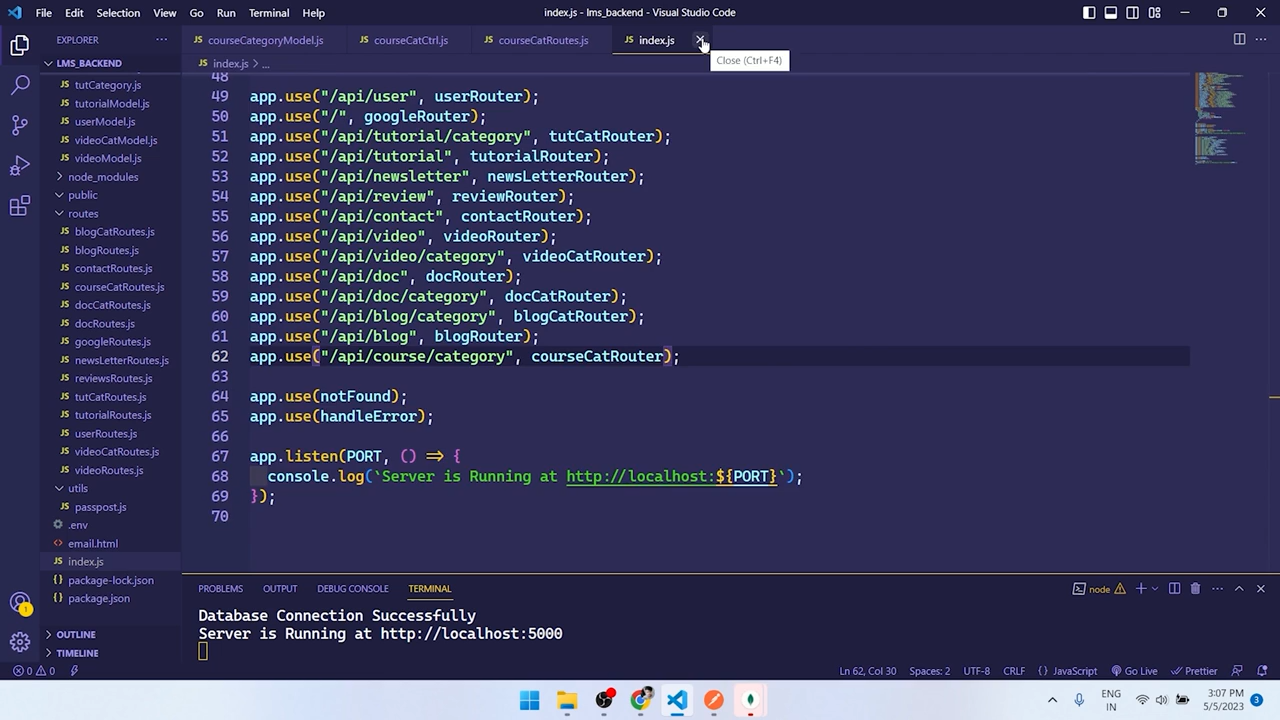 File Edit Selection View Go Run Terminal Help
index.js - lms_backend - Visual Studio Code
EXPLORER
courseCategoryModel.js
courseCatCtrl.js
courseCatRoutes.js
index.js
Close (Ctrl+F4)
LMS_BACKEND
index.js > ...
tutCategory.js
tutorialModel.js
userModel.js
videoCatModel.js
videoModel.js
node_modules
public
routes
blogCatRoutes.js
blogRoutes.js
contactRoutes.js
courseCatRoutes.js
docCatRoutes.js
docRoutes.js
googleRoutes.js
newsLetterRoutes.js
reviewsRoutes.js
tutCatRoutes.js
tutorialRoutes.js
userRoutes.js
videoCatRoutes.js
videoRoutes.js
utils
passpost.js
.env
email.html
index.js
package-lock.json
package.json
OUTLINE
TIMELINE
48
49 app.use("/api/user", userRouter);
50 app.use("/", googleRouter);
51 app.use("/api/tutorial/category", tutCatRouter);
52 app.use("/api/tutorial", tutorialRouter);
53 app.use("/api/newsletter", newsLetterRouter);
54 app.use("/api/review", reviewRouter);
55 app.use("/api/contact", contactRouter);
56 app.use("/api/video", videoRouter);
57 app.use("/api/video/category", videoCatRouter);
58 app.use("/api/doc", docRouter);
59 app.use("/api/doc/category", docCatRouter);
60 app.use("/api/blog/category", blogCatRouter);
61 app.use("/api/blog", blogRouter);
62 app.use("/api/course/category", courseCatRouter);
63
64 app.use(notFound);
65 app.use(handleError);
66
67 app.listen(PORT, () => {
68 console.log(`Server is Running at http://localhost:${PORT}`);
69 });
70
PROBLEMS OUTPUT DEBUG CONSOLE TERMINAL
node
Database Connection Successfully
Server is Running at http://localhost:5000
0 0
Ln 62, Col 30 Spaces: 2 UTF-8 CRLF JavaScript Go Live Prettier
ENG
IN
3:07 PM
5/5/2023
3
1